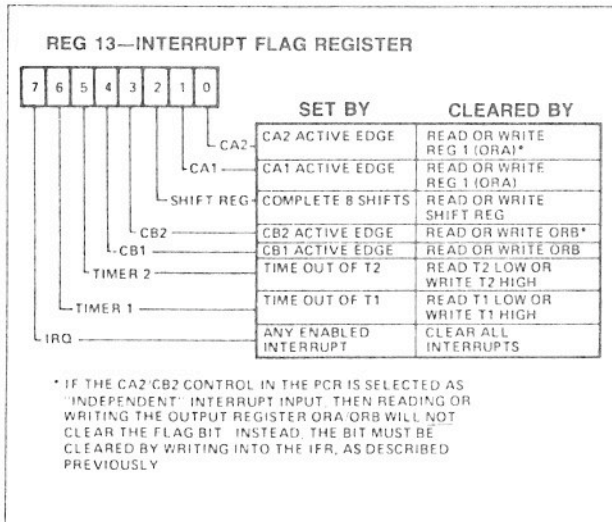 REG 13—INTERRUPT FLAG REGISTER
7 6 5 4 3 2 1 0
SET BY CLEARED BY
CA2 CA2 ACTIVE EDGE READ OR WRITE
REG 1 (ORA)*
CA1 CA1 ACTIVE EDGE READ OR WRITE
REG 1 (ORA)
SHIFT REG COMPLETE 8 SHIFTS READ OR WRITE
SHIFT REG
CB2 CB2 ACTIVE EDGE READ OR WRITE ORB*
CB1 CB1 ACTIVE EDGE READ OR WRITE ORB
TIMER 2 TIME OUT OF T2 READ T2 LOW OR
WRITE T2 HIGH
TIMER 1 TIME OUT OF T1 READ T1 LOW OR
WRITE T1 HIGH
IRQ ANY ENABLED CLEAR ALL
INTERRUPT INTERRUPTS
* IF THE CA2/CB2 CONTROL IN THE PCR IS SELECTED AS
"INDEPENDENT" INTERRUPT INPUT, THEN READING OR
WRITING THE OUTPUT REGISTER ORA/ORB WILL NOT
CLEAR THE FLAG BIT INSTEAD, THE BIT MUST BE
CLEARED BY WRITING INTO THE IFR, AS DESCRIBED
PREVIOUSLY